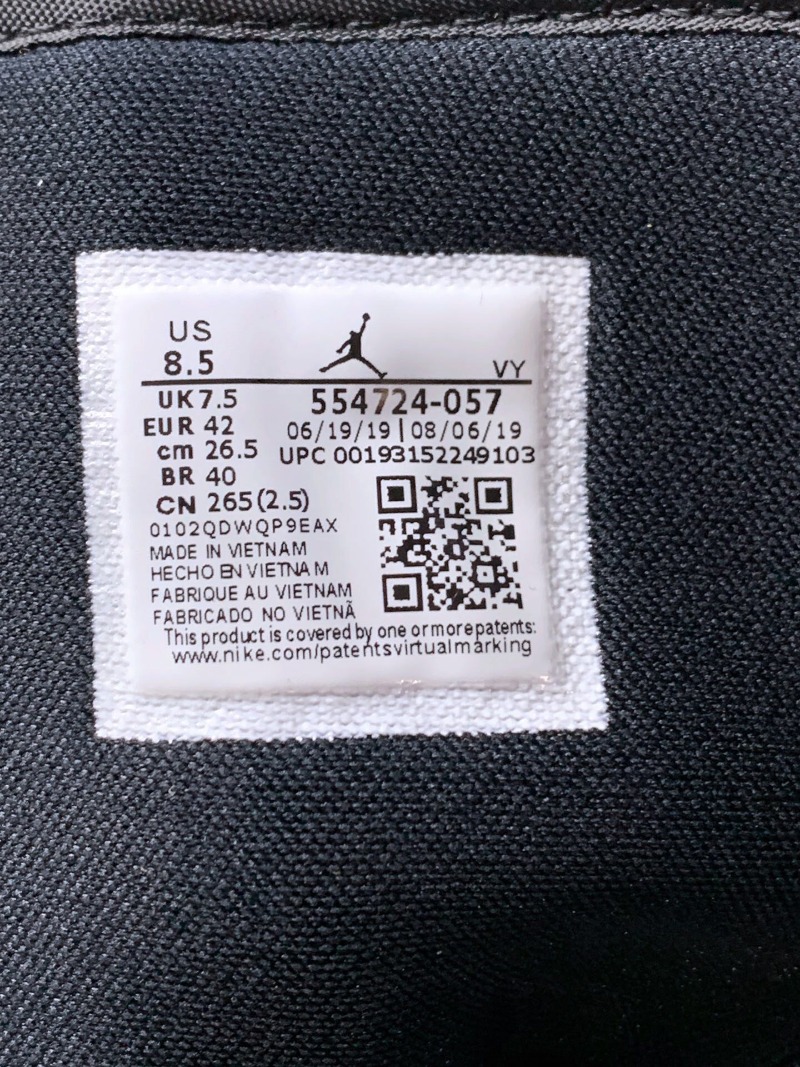 US
8.5
VY
UK 7.5
554724-057
EUR 42
06/19/19 | 08/06/19
cm 26.5
UPC 00193152249103
BR 40
CN 265 (2.5)
0102QDWQP9EAX
MADE IN VIETNAM
HECHO EN VIETNAM
FABRIQUE AU VIETNAM
FABRICADO NO VIETNÃ
This product is covered by one or more patents:
www.nike.com/patentsvirtualmarking